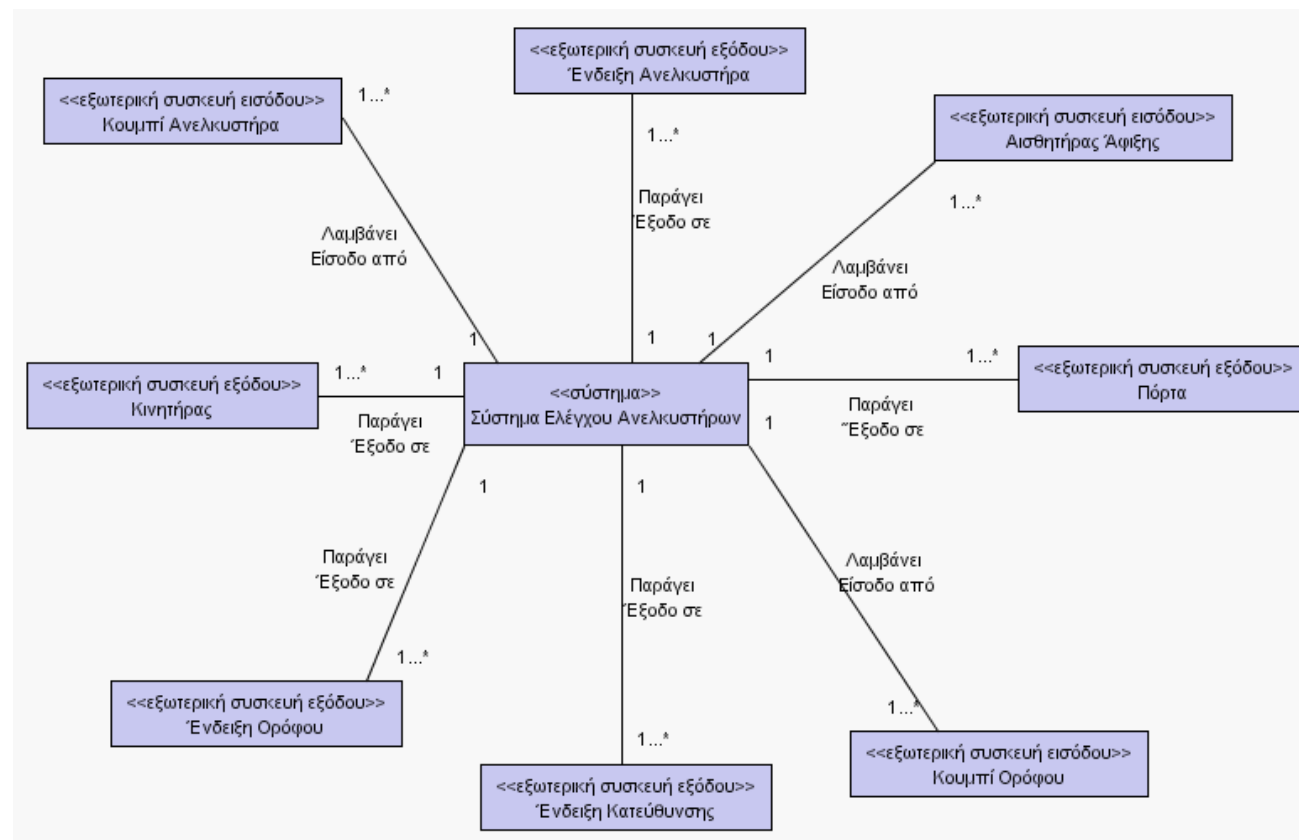 <<εξωτερική συσκευή εξόδου>>
Ένδειξη Ανελκυστήρα
<<εξωτερική συσκευή εισόδου>>
Κουμπί Ανελκυστήρα
1...*
1...*
<<εξωτερική συσκευή εισόδου>>
Αισθητήρας Άφιξης
1...*
Παράγει
Έξοδο σε
Λαμβάνει
Είσοδο από
Λαμβάνει
Είσοδο από
1
1
1
1
1...*
<<εξωτερική συσκευή εξόδου>>
Πόρτα
<<εξωτερική συσκευή εξόδου>>
Κινητήρας
1...*
1
<<σύστημα>>
Σύστημα Ελέγχου Ανελκυστήρων
Παράγει
Έξοδο σε
Παράγει
Έξοδο σε
1
1
1
Παράγει
Έξοδο σε
Παράγει
Έξοδο σε
Λαμβάνει
Είσοδο από
1...*
1...*
1...*
<<εξωτερική συσκευή εξόδου>>
Ένδειξη Ορόφου
<<εξωτερική συσκευή εξόδου>>
Ένδειξη Κατεύθυνσης
<<εξωτερική συσκευή εισόδου>>
Κουμπί Ορόφου